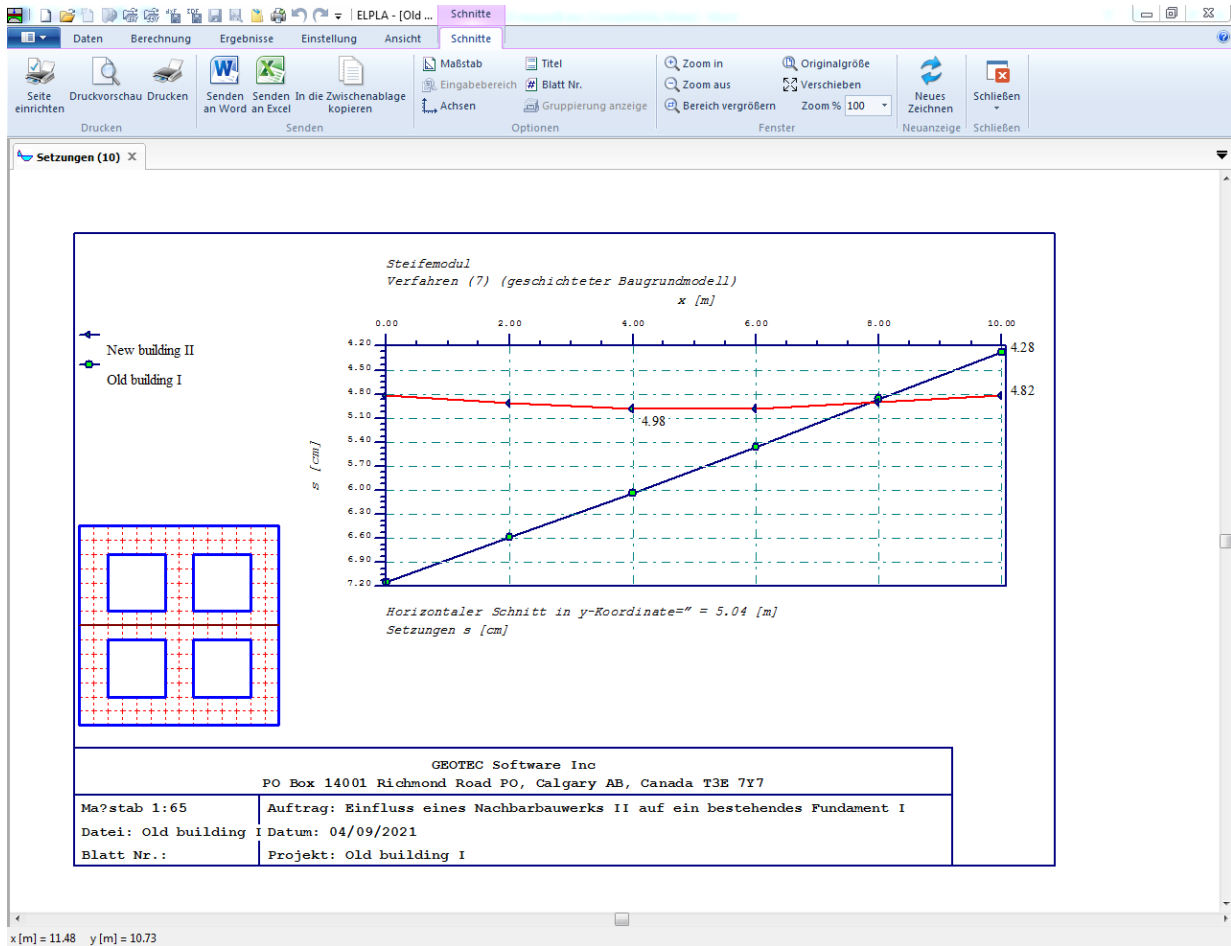 ELPLA - [Old ...
Schnitte
Daten
Berechnung
Ergebnisse
Einstellung
Ansicht
Schnitte
Seite einrichten
Druckvorschau
Drucken
Drucken
Senden an Word
Senden an Excel
In die Zwischenablage kopieren
Senden
Maßstab
Eingabebereich
Achsen
Titel
# Blatt Nr.
Gruppierung anzeige
Optionen
Zoom in
Zoom aus
Bereich vergrößern
Originalgröße
Verschieben
Zoom % 100
Fenster
Neues Zeichnen
Neuanzeige
Schließen
Schließen
Setzungen (10) X
Steifemodul
Verfahren (7) (geschichteter Baugrundmodell)
x [m]
0.00 2.00 4.00 6.00 8.00 10.00
New building II
Old building I
4.20
4.50
4.80
5.10
5.40
5.70
6.00
6.30
6.60
6.90
7.20
s [cm]
4.28
4.82
4.98
Horizontaler Schnitt in y-Koordinate=" = 5.04 [m]
Setzungen s [cm]
GEOTEC Software Inc
PO Box 14001 Richmond Road PO, Calgary AB, Canada T3E 7Y7
Ma?stab 1:65
Auftrag: Einfluss eines Nachbarbauwerks II auf ein bestehendes Fundament I
Datei: Old building I
Datum: 04/09/2021
Blatt Nr.:
Projekt: Old building I
x [m] = 11.48 y [m] = 10.73